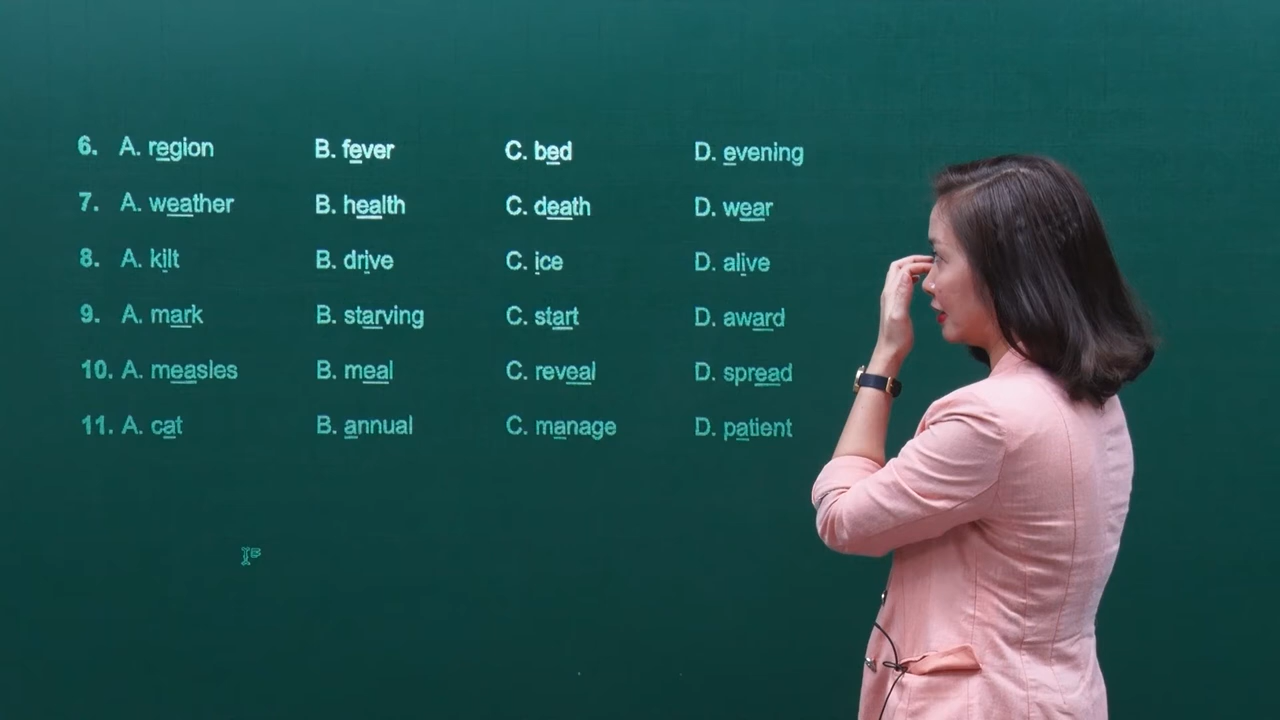 6. A. region B. fever C. bed D. evening
7. A. weather B. health C. death D. wear
8. A. kilt B. drive C. ice D. alive
9. A. mark B. starving C. start D. award
10. A. measles B. meal C. reveal D. spread
11. A. cat B. annual C. manage D. patient